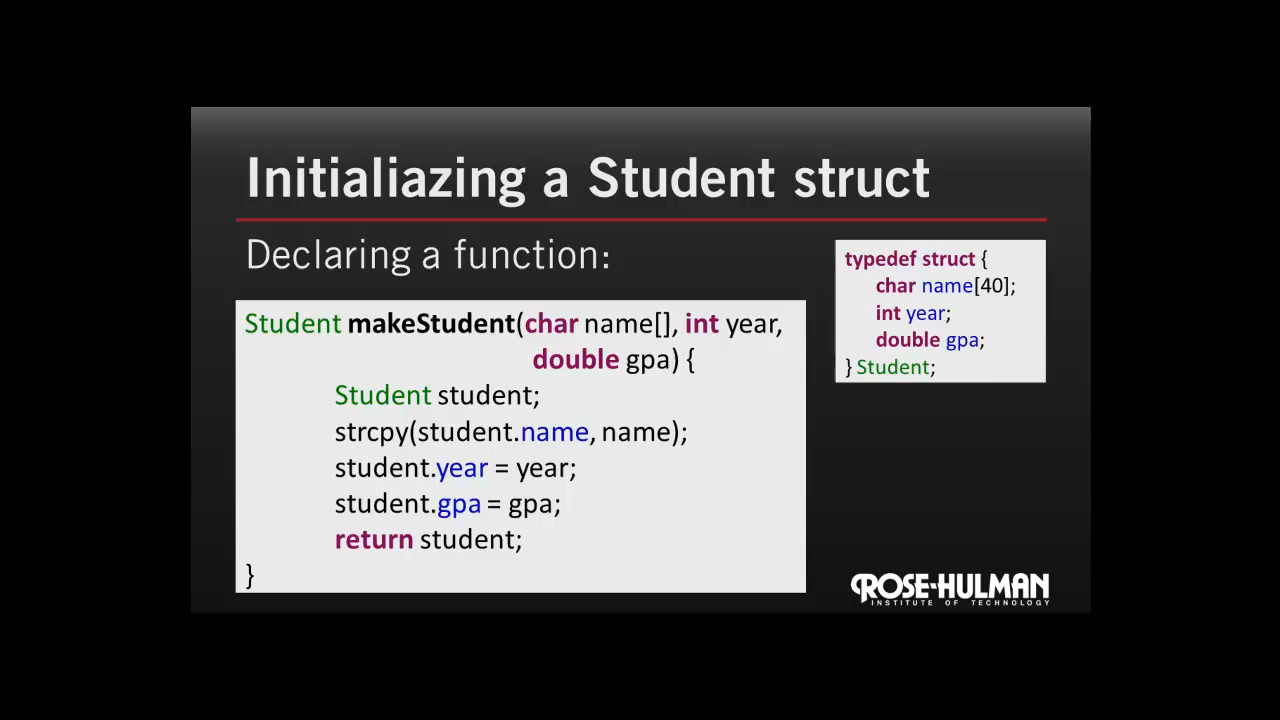 Initialiazing a Student struct
Declaring a function:
Student makeStudent(char name[], int year,
double gpa) {
Student student;
strcpy(student.name, name);
student.year = year;
student.gpa = gpa;
return student;
}
typedef struct {
char name[40];
int year;
double gpa;
} Student;
ROSE-HULMAN
INSTITUTE OF TECHNOLOGY